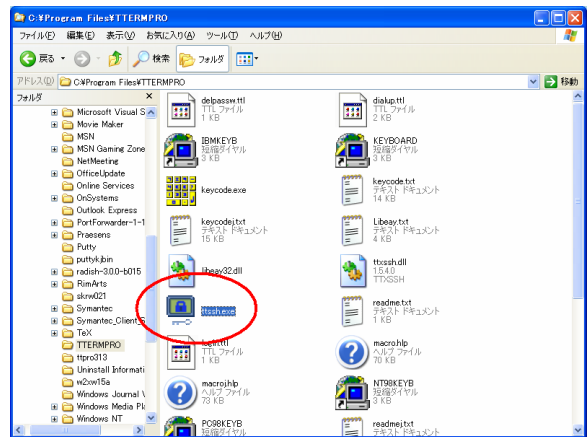 C:¥Program Files¥TTERMPRO
ファイル(F) 編集(E) 表示(V) お気に入り(A) ツール(T) ヘルプ(H)
戻る 検索 フォルダ
アドレス(D) C:¥Program Files¥TTERMPRO 移動
フォルダ
Microsoft Visual S
Movie Maker
MSN
MSN Gaming Zone
NetMeeting
OfficeUpdate
Online Services
OnSystems
Outlook Express
PortForwarder-1-1
Praesens
Putty
puttykjbin
radish-3.0.0-b015
RimArts
skrw021
Symantec
Symantec_Client_S
TeX
TTERMPRO
ttpro313
Uninstall Informati
w2xw15a
Windows Journal V
Windows Media Pla
Windows NT
delpassw.ttl
TTL ファイル
1 KB
dialup.ttl
TTL ファイル
2 KB
IBMKEYB
短縮ダイヤル
3 KB
KEYBOARD
短縮ダイヤル
3 KB
keycode.exe
keycode.txt
テキスト ドキュメント
14 KB
keycodej.txt
テキスト ドキュメント
15 KB
Libeay.txt
テキスト ドキュメント
4 KB
libeay32.dll
ttxssh.dll
1.5.4.0
TTXSSH
ttssh.exe
readme.txt
テキスト ドキュメント
1 KB
login.ttl
TTL ファイル
1 KB
macro.hlp
ヘルプ ファイル
70 KB
macroj.hlp
ヘルプ ファイル
73 KB
NT98KEYB
短縮ダイヤル
3 KB
PC98KEYB
短縮ダイヤル
readmej.txt
テキスト ドキュメント